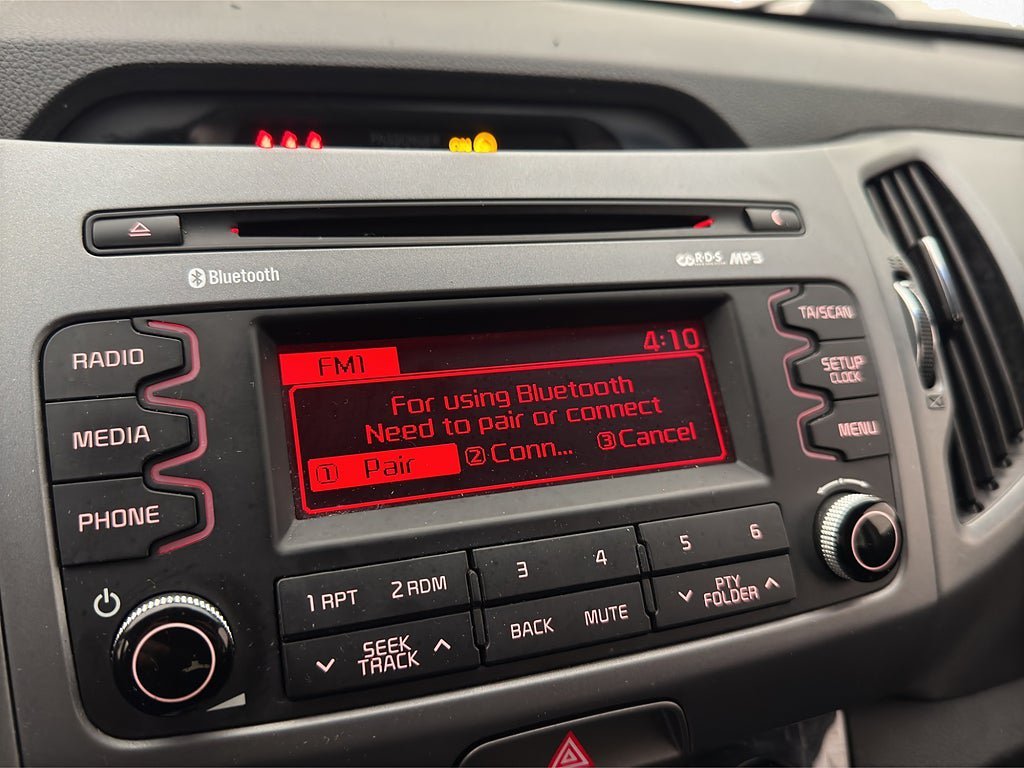 PASSENGER
ON
Bluetooth
R·D·S MP3
RADIO
MEDIA
PHONE
FM1
4:10
For using Bluetooth
Need to pair or connect
1 Pair 2 Conn... 3 Cancel
TA/SCAN
SETUP
CLOCK
MENU
1 RPT 2 RDM
3 4
5 6
SEEK
TRACK
BACK MUTE
PTY
FOLDER